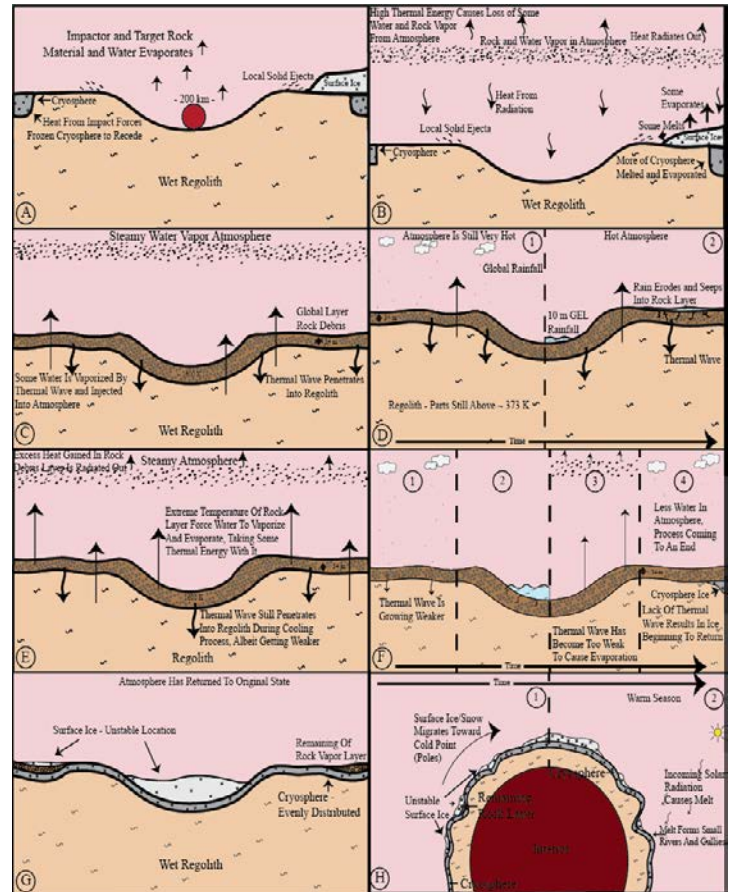 Impactor and Target Rock
Material and Water Evaporates
Local Solid Ejecta
Surface Ice
- 200 km -
Cryosphere
Heat From Impact Forces
Frozen Cryosphere to Recede
Wet Regolith
A
High Thermal Energy Causes Loss of Some
Water and Rock Vapor
From Atmosphere
Rock and Water Vapor in Atmosphere
Heat Radiates Out
Heat From
Radiation
Some
Evaporates
Local Solid Ejecta
Some Melts
Surface Ice
Cryosphere
More of Cryosphere
Melted and Evaporated
Wet Regolith
B
Steamy Water Vapor Atmosphere
Global Layer
Rock Debris
Some Water Is Vaporized By
Thermal Wave and Injected
Into Atmosphere
Thermal Wave Penetrates
Into Regolith
Wet Regolith
C
Atmosphere Is Still Very Hot
1
Hot Atmosphere
2
Global Rainfall
10 m GEL
Rainfall
Rain Erodes and Seeps
Into Rock Layer
Thermal Wave
Regolith - Parts Still Above ~ 373 K
D
Time
Excess Heat Gained In Rock
Debris Layer Is Radiated Out
Steamy Atmosphere
Extreme Temperature Of Rock
Layer Force Water To Vaporize
And Evaporate, Taking Some
Thermal Energy With It
Thermal Wave Still Penetrates
Into Regolith During Cooling
Process, Albeit Getting Weaker
Regolith
E
1
2
3
4
Less Water In
Atmosphere,
Process Coming
To An End
Thermal Wave Is
Growing Weaker
Thermal Wave Has
Become Too Weak
To Cause Evaporation
Cryosphere Ice
Lack Of Thermal
Wave Results In Ice
Beginning To Return
F
Time
Atmosphere Has Returned To Original State
Surface Ice - Unstable Location
Remaining Of
Rock Vapor Layer
Cryosphere -
Evenly Distributed
Wet Regolith
G
Time
1
Warm Season
2
Surface Ice/Snow
Migrates Toward
Cold Point
(Poles)
Cryosphere
Unstable
Surface Ice
Remaining
Rock Layer
Incoming Solar
Radiation
Causes Melt
Melt Forms Small
Rivers And Gullies
Interior
Cryosphere
H